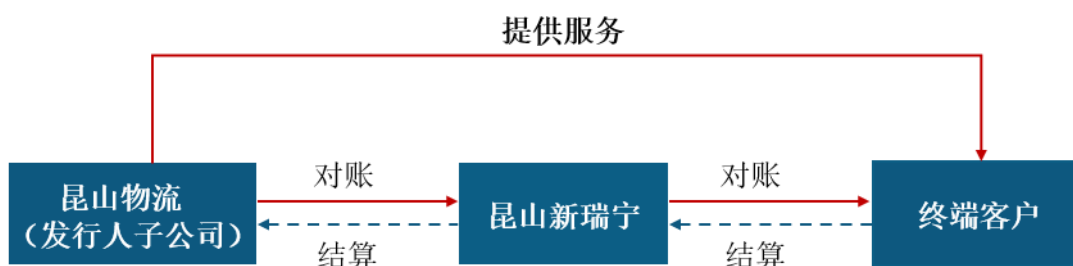 提供服务
对账
对账
昆山物流
（发行人子公司）
昆山新瑞宁
终端客户
结算
结算